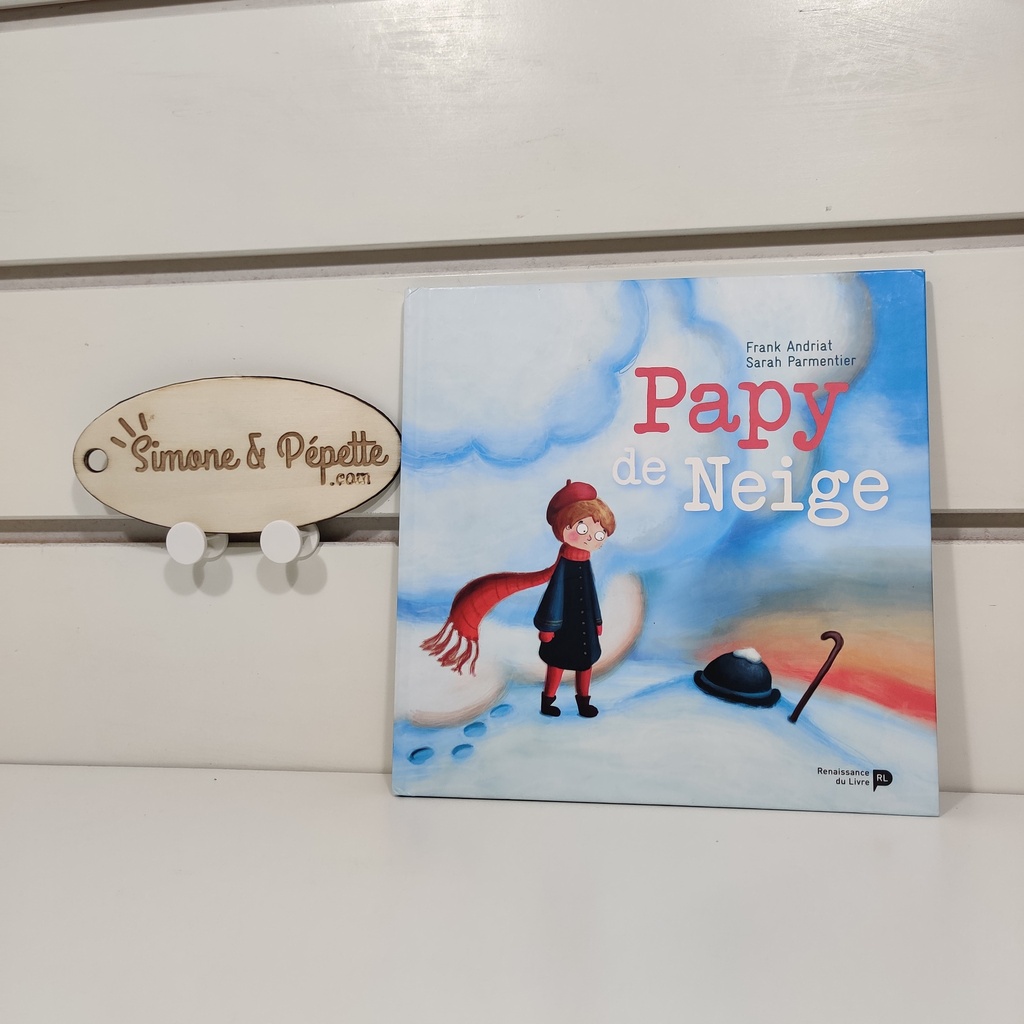 Simone & Pépette
.com
Frank Andriat
Sarah Parmentier
Papy
de Neige
Renaissance
du Livre
RL